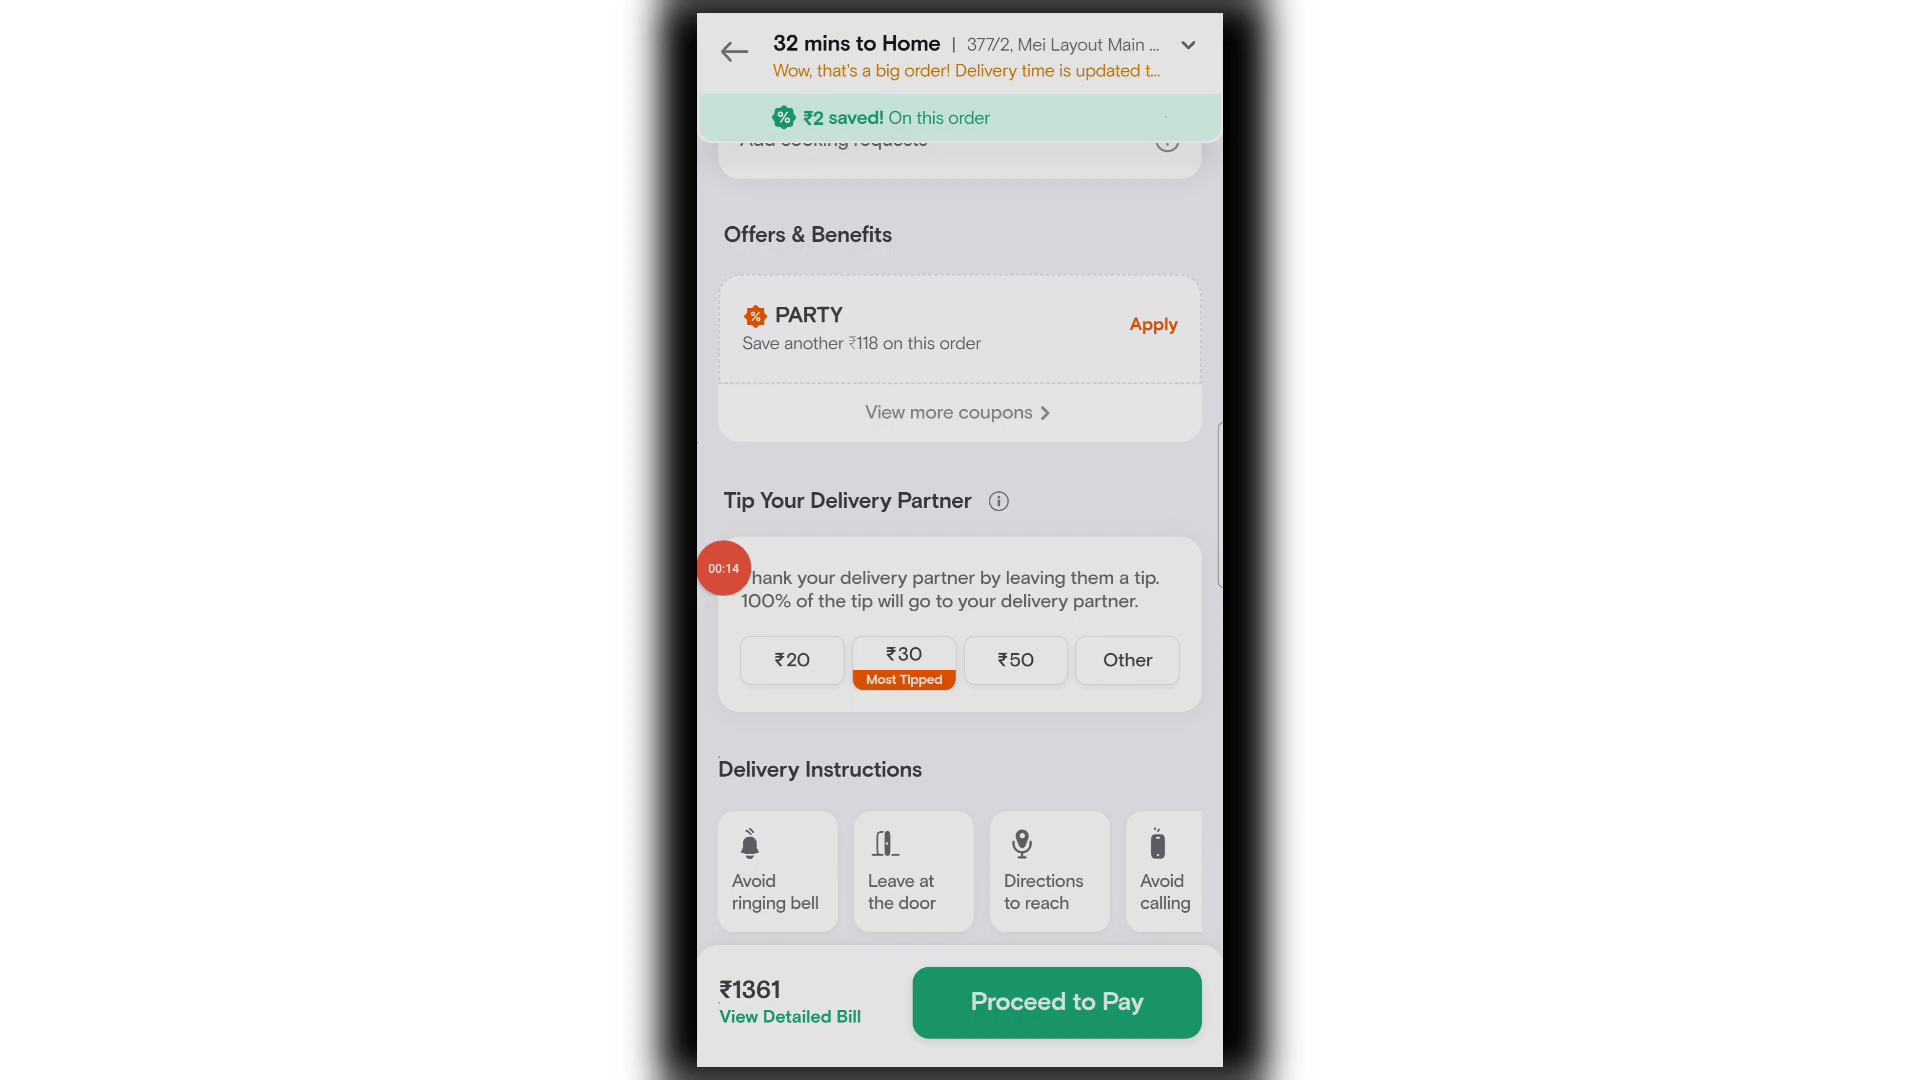 32 mins to Home | 377/2, Mei Layout Main ...
Wow, that's a big order! Delivery time is updated t...
₹2 saved! On this order
Add cooking requests
Offers & Benefits
PARTY
Save another ₹118 on this order
Apply
View more coupons
Tip Your Delivery Partner
00:14
hank your delivery partner by leaving them a tip.
100% of the tip will go to your delivery partner.
₹20
₹30
Most Tipped
₹50
Other
Delivery Instructions
Avoid
ringing bell
Leave at
the door
Directions
to reach
Avoid
calling
₹1361
View Detailed Bill
Proceed to Pay